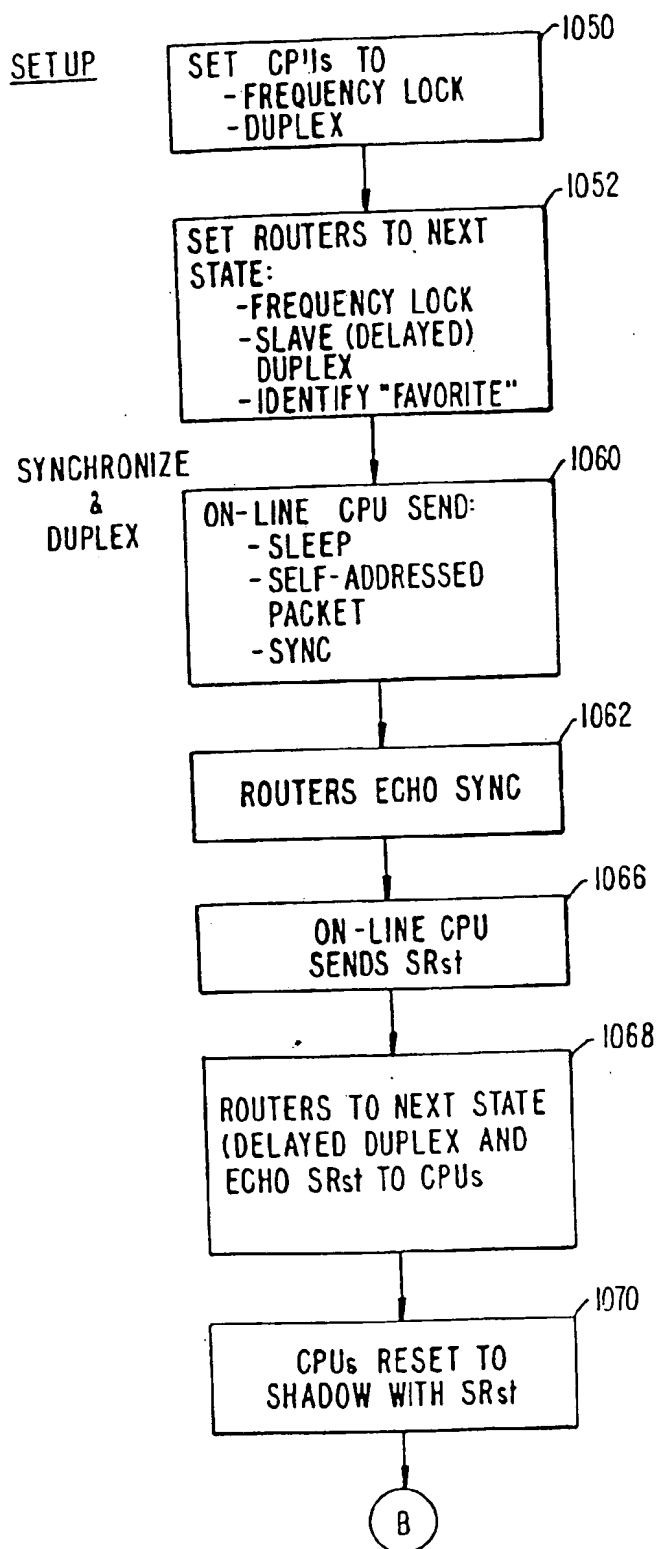 SETUP
1050
SET CPUs TO
-FREQUENCY LOCK
-DUPLEX
1052
SET ROUTERS TO NEXT
STATE:
-FREQUENCY LOCK
-SLAVE (DELAYED)
DUPLEX
-IDENTIFY "FAVORITE"
SYNCHRONIZE
&
DUPLEX
1060
ON-LINE CPU SEND:
-SLEEP
-SELF-ADDRESSED
PACKET
-SYNC
1062
ROUTERS ECHO SYNC
1066
ON-LINE CPU
SENDS SRst
1068
ROUTERS TO NEXT STATE
(DELAYED DUPLEX AND
ECHO SRst TO CPUs
1070
CPUs RESET TO
SHADOW WITH SRst
B